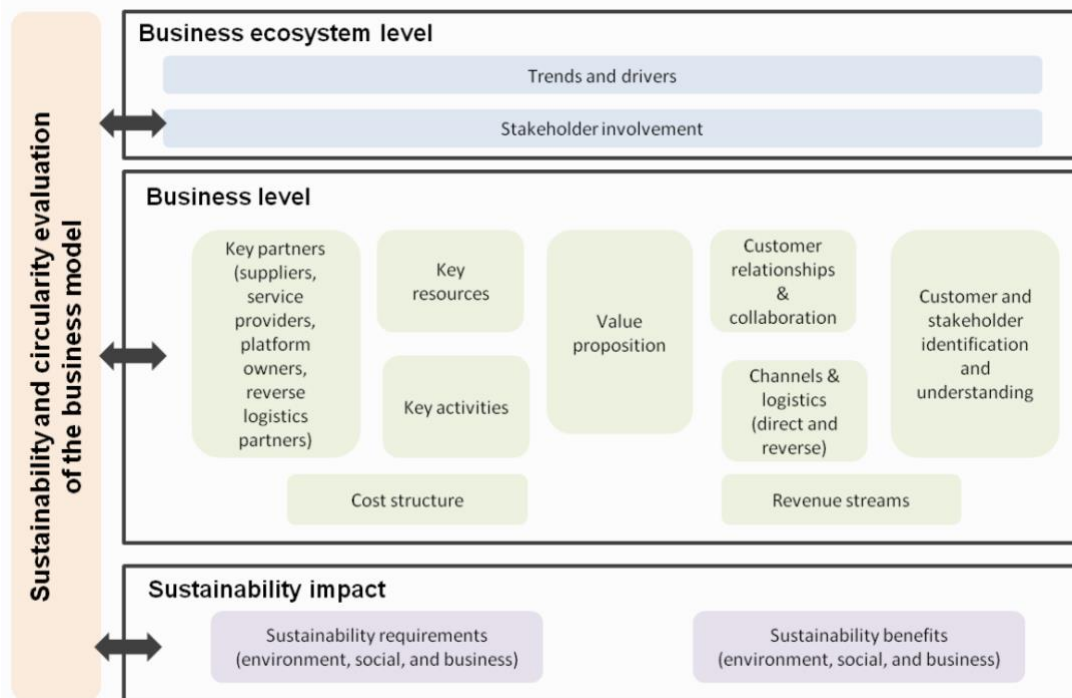 Sustainability and circularity evaluation
of the business model
Business ecosystem level
Trends and drivers
Stakeholder involvement
Business level
Key partners
(suppliers,
service
providers,
platform
owners,
reverse
logistics
partners)
Key
resources
Key activities
Value
proposition
Customer
relationships
&
collaboration
Channels &
logistics
(direct and
reverse)
Customer and
stakeholder
identification
and
understanding
Cost structure
Revenue streams
Sustainability impact
Sustainability requirements
(environment, social, and business)
Sustainability benefits
(environment, social, and business)